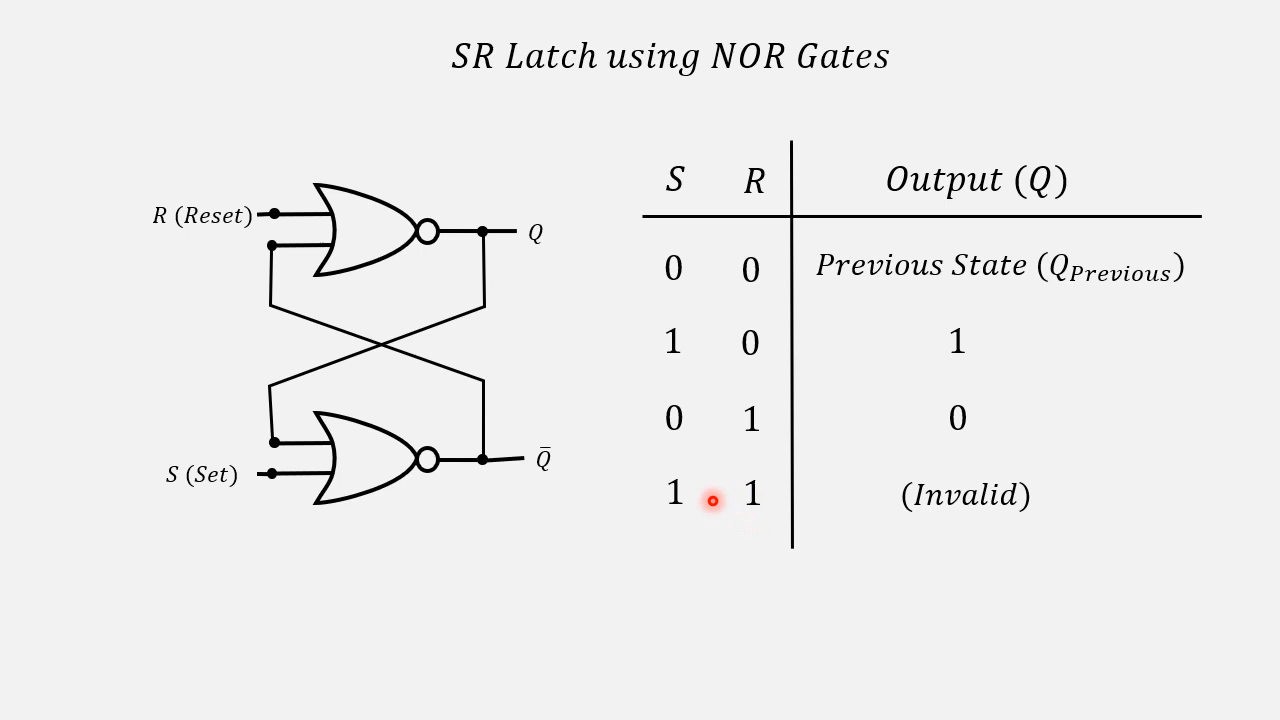 SR Latch using NOR Gates
R (Reset)
Q
S (Set)
Q̅
S R Output (Q)
0 0 Previous State (Q_Previous)
1 0 1
0 1 0
1 1 (Invalid)